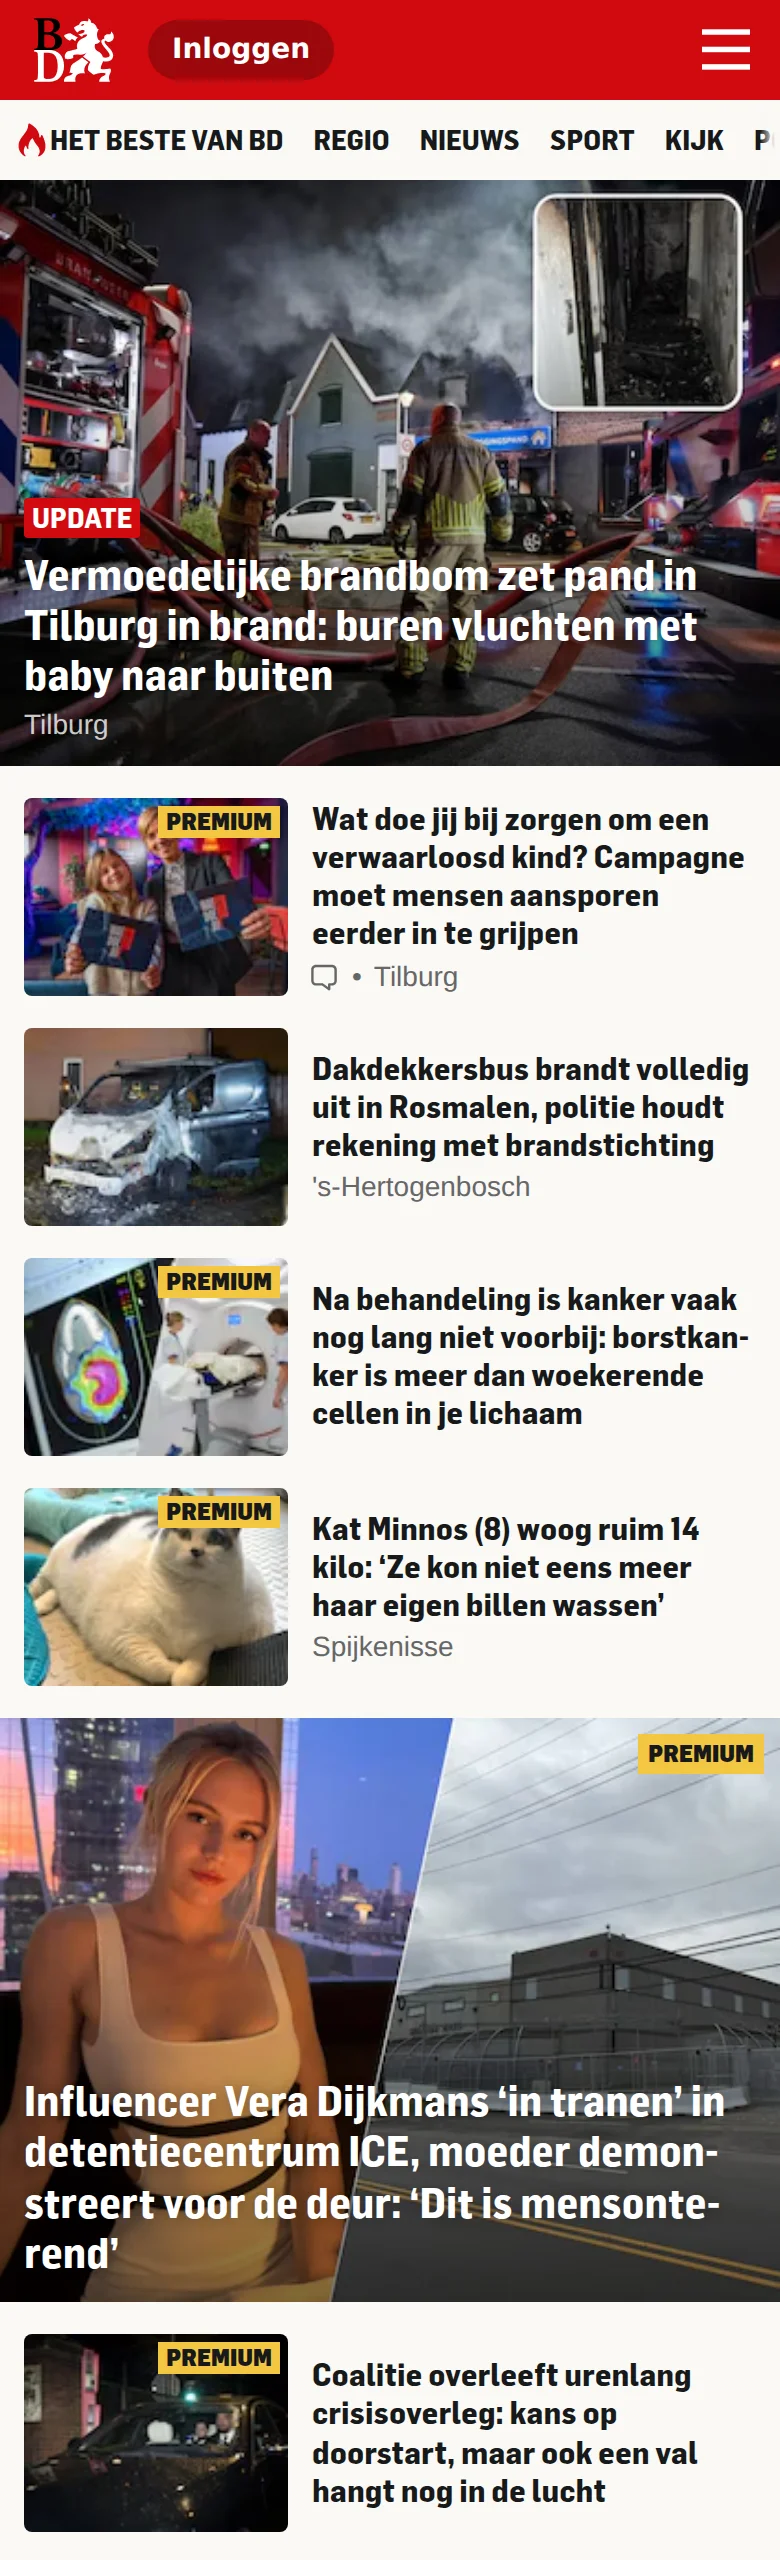 B
D
Inloggen
HET BESTE VAN BD REGIO NIEUWS SPORT KIJK
UPDATE
Vermoedelijke brandbom zet pand in
Tilburg in brand: buren vluchten met
baby naar buiten
Tilburg
PREMIUM
Wat doe jij bij zorgen om een
verwaarloosd kind? Campagne
moet mensen aansporen
eerder in te grijpen
• Tilburg
Dakdekkersbus brandt volledig
uit in Rosmalen, politie houdt
rekening met brandstichting
's-Hertogenbosch
PREMIUM
Na behandeling is kanker vaak
nog lang niet voorbij: borstkan-
ker is meer dan woekerende
cellen in je lichaam
PREMIUM
Kat Minnos (8) woog ruim 14
kilo: ‘Ze kon niet eens meer
haar eigen billen wassen’
Spijkenisse
PREMIUM
Influencer Vera Dijkmans ‘in tranen’ in
detentiecentrum ICE, moeder demon-
streert voor de deur: ‘Dit is mensonte-
rend’
PREMIUM
Coalitie overleeft urenlang
crisisoverleg: kans op
doorstart, maar ook een val
hangt nog in de lucht